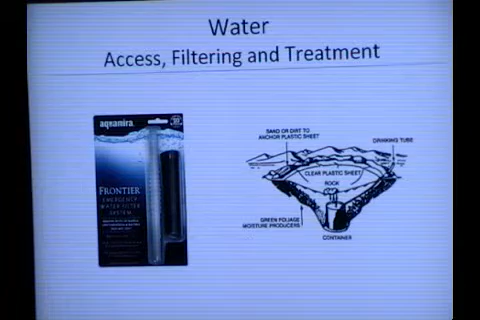 Water
Access, Filtering and Treatment
aquamira
FRONTIER
EMERGENCY
WATER FILTER
SYSTEM
SAND OR DIRT TO
ANCHOR PLASTIC SHEET
DRINKING TUBE
CLEAR PLASTIC SHEET
ROCK
GREEN FOLIAGE
MOISTURE PRODUCERS
CONTAINER